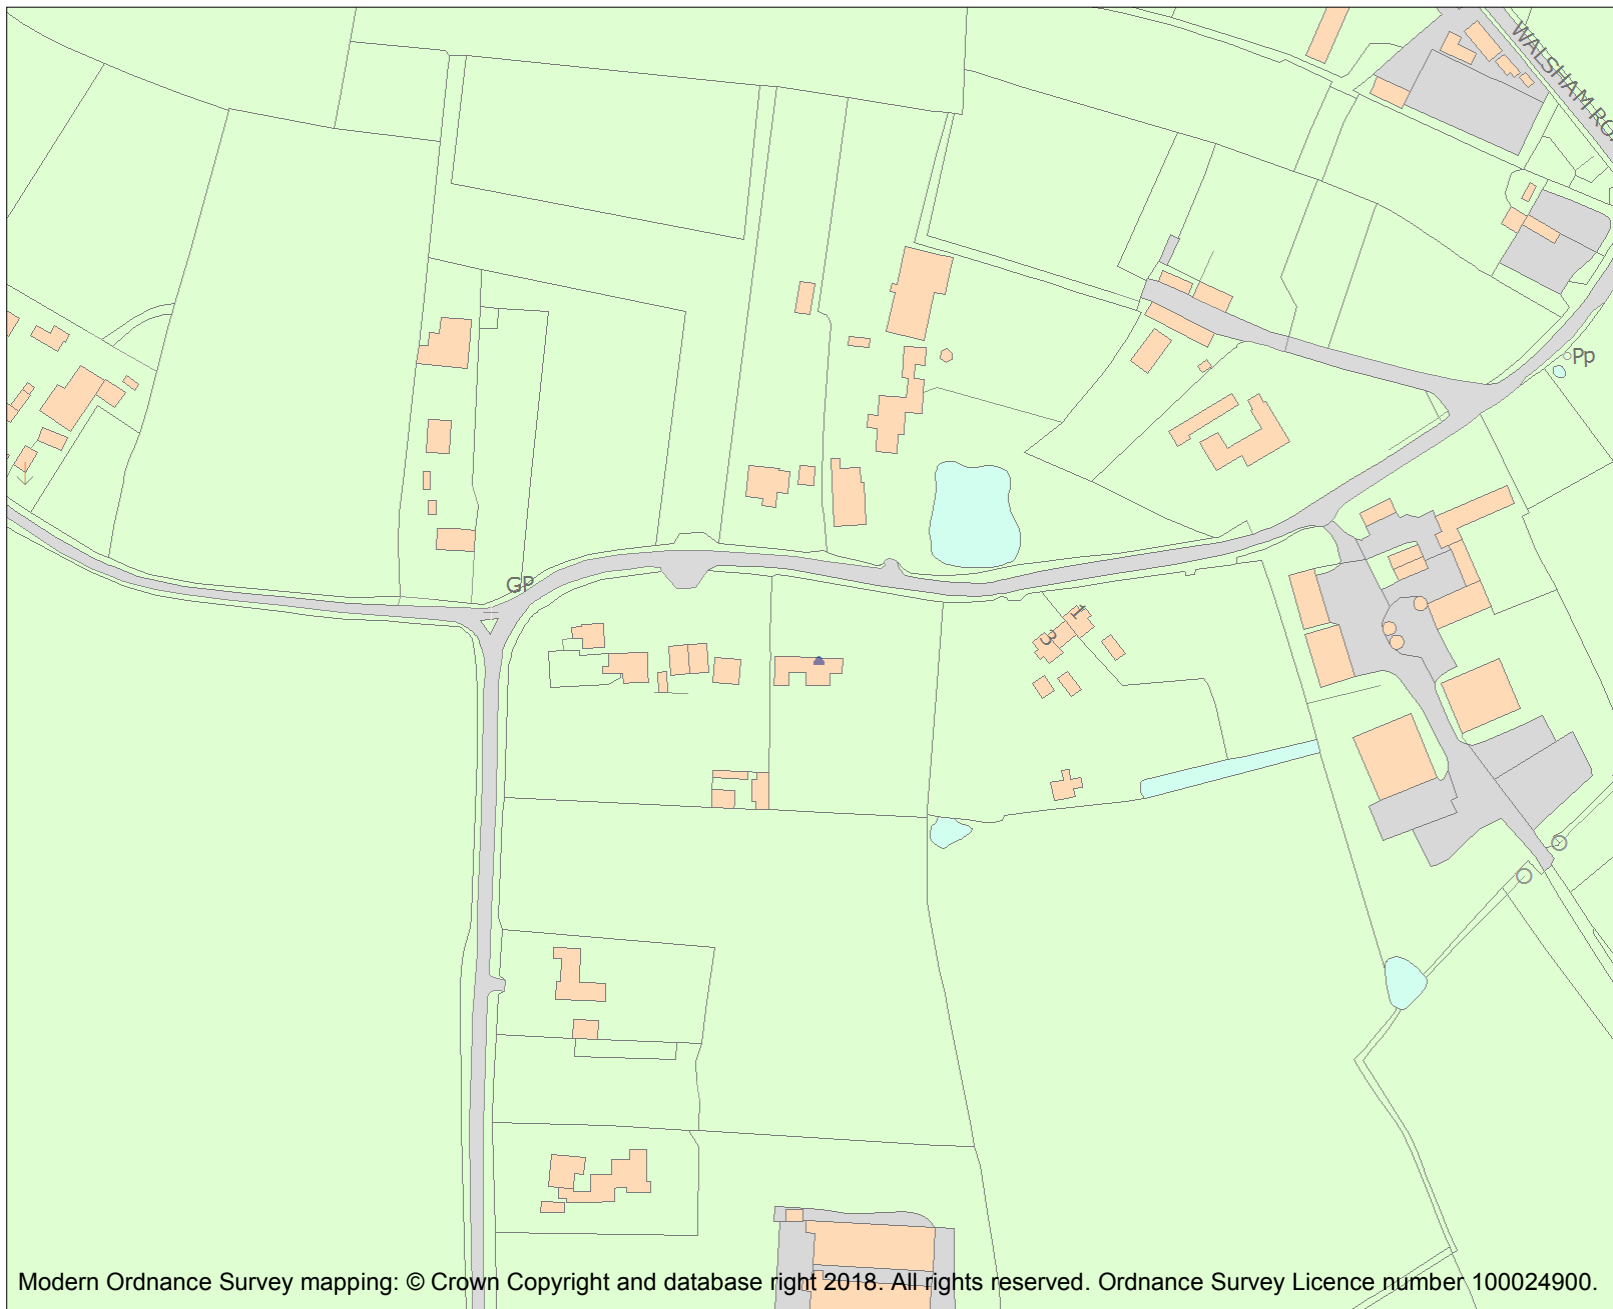 WALSHAM ROA
Pp
GP
1
3
Modern Ordnance Survey mapping: © Crown Copyright and database right 2018. All rights reserved. Ordnance Survey Licence number 100024900.